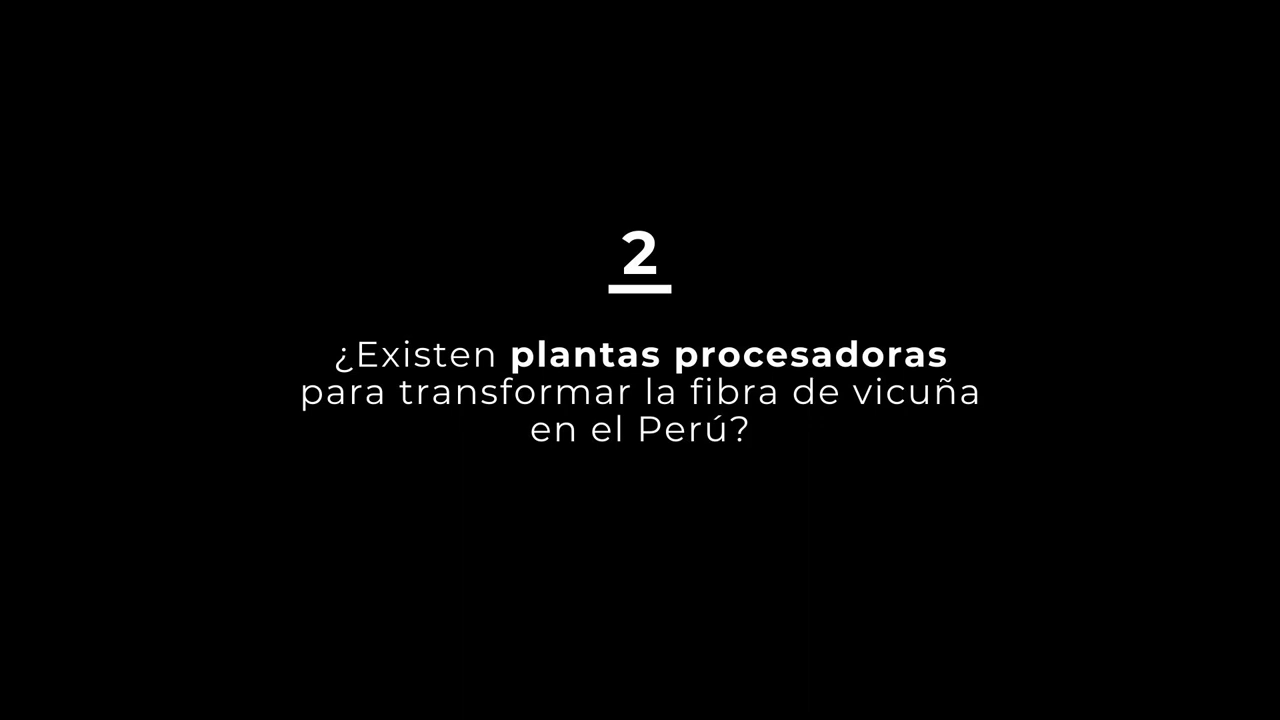 2
¿Existen plantas procesadoras
para transformar la fibra de vicuña
en el Perú?